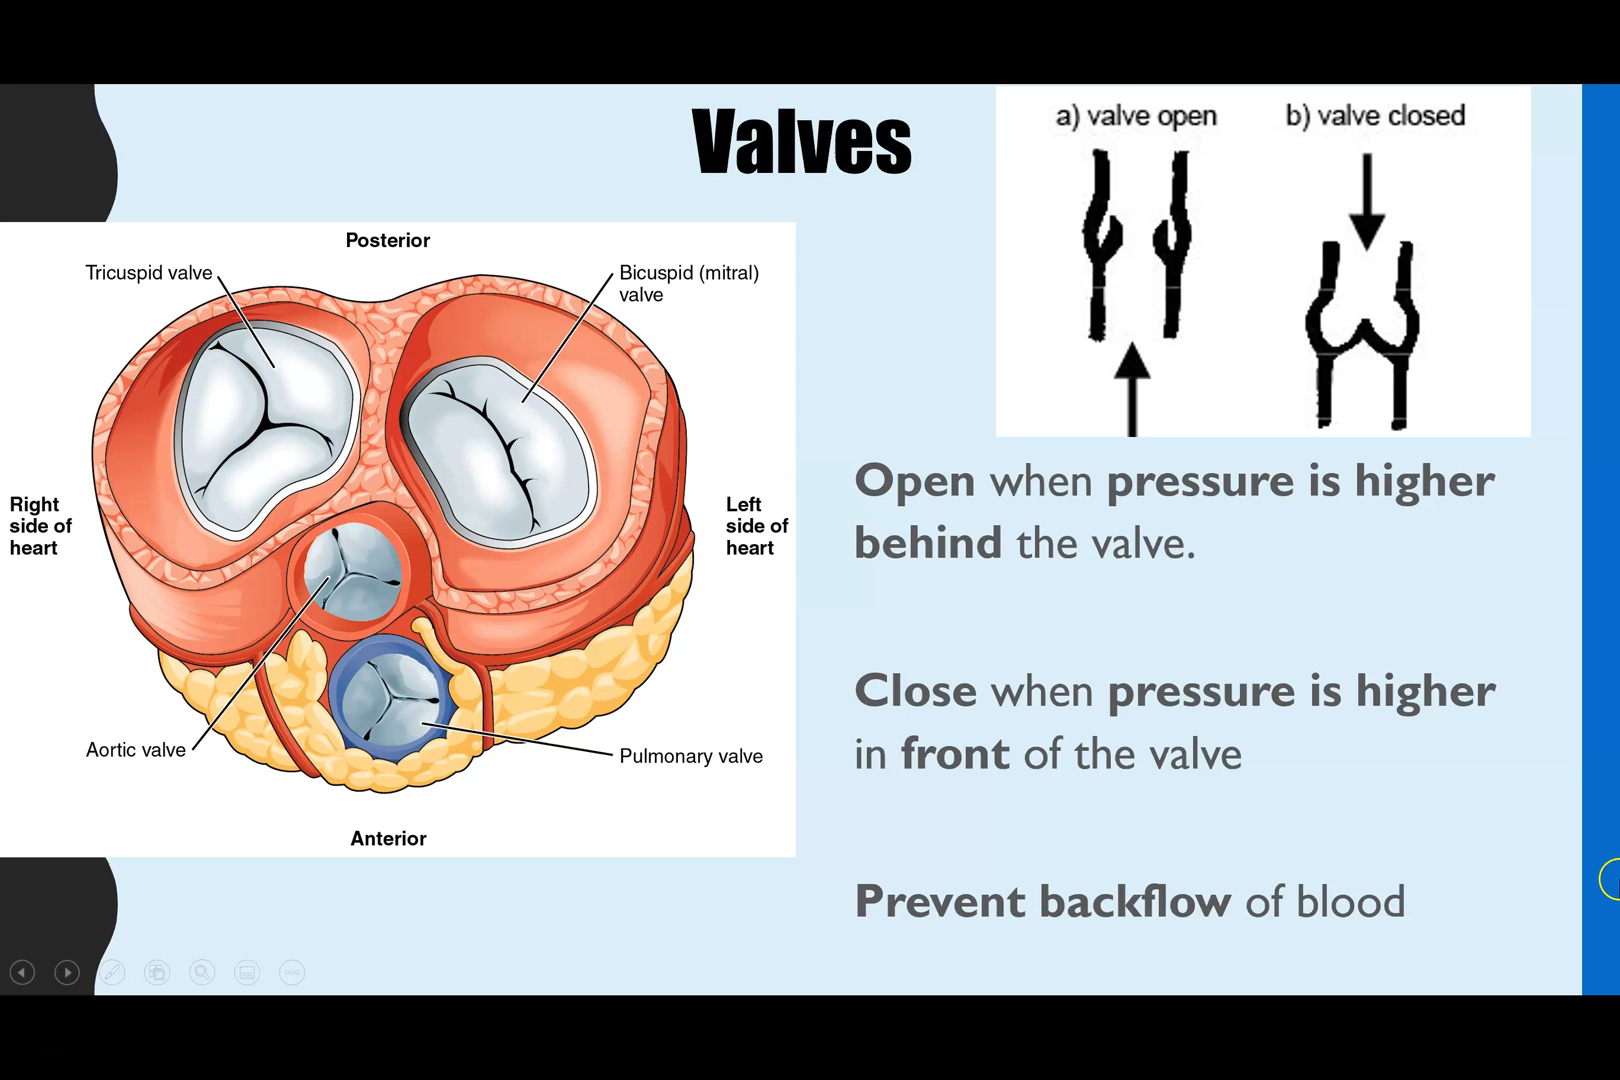 Valves
Posterior
Tricuspid valve
Bicuspid (mitral)
valve
Right
side of
heart
Left
side of
heart
Aortic valve
Pulmonary valve
Anterior
a) valve open
b) valve closed
Open when pressure is higher
behind the valve.
Close when pressure is higher
in front of the valve
Prevent backflow of blood